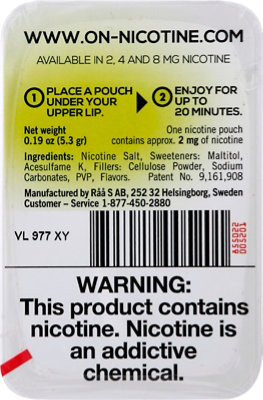 WWW.ON-NICOTINE.COM
AVAILABLE IN 2, 4 AND 8 MG NICOTINE
1 PLACE A POUCH UNDER YOUR UPPER LIP.
2 ENJOY FOR UP TO 20 MINUTES.
Net weight
0.19 oz (5.3 gr)
One nicotine pouch
contains approx. 2 mg of nicotine
Ingredients: Nicotine Salt, Sweeteners: Maltitol,
Acesulfame K, Fillers: Cellulose Powder, Sodium
Carbonates, PVP, Flavors. Patent No. 9,161,908
Manufactured by Råå S AB, 252 32 Helsingborg, Sweden
Customer – Service 1-877-450-2880
VL 977 XY
WARNING:
This product contains
nicotine. Nicotine is
an addictive
chemical.